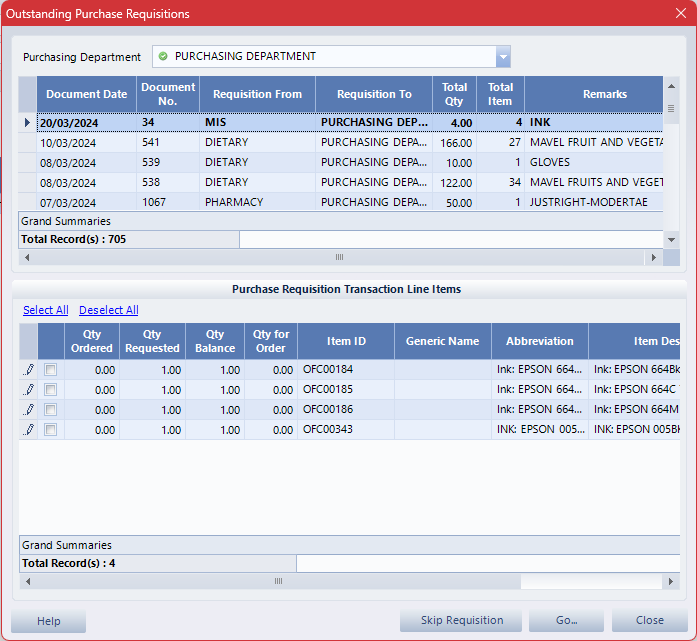 Outstanding Purchase Requisitions
Purchasing Department PURCHASING DEPARTMENT
Document Date Document No. Requisition From Requisition To Total Qty Total Item Remarks
20/03/2024 34 MIS PURCHASING DEP... 4.00 4 INK
10/03/2024 541 DIETARY PURCHASING DEPA... 166.00 27 MAVEL FRUIT AND VEGETA
08/03/2024 539 DIETARY PURCHASING DEPA... 10.00 1 GLOVES
08/03/2024 538 DIETARY PURCHASING DEPA... 122.00 34 MAVEL FRUITS AND VEGET
07/03/2024 1067 PHARMACY PURCHASING DEPA... 50.00 1 JUSTRIGHT-MODERTAE
Grand Summaries
Total Record(s) : 705
Purchase Requisition Transaction Line Items
Select All Deselect All
Qty Ordered Qty Requested Qty Balance Qty for Order Item ID Generic Name Abbreviation Item Des
0.00 1.00 1.00 0.00 OFC00184 Ink: EPSON 664... Ink: EPSON 664Bk
0.00 1.00 1.00 0.00 OFC00185 Ink: EPSON 664... Ink: EPSON 664C
0.00 1.00 1.00 0.00 OFC00186 Ink: EPSON 664... Ink: EPSON 664M
0.00 1.00 1.00 0.00 OFC00343 INK: EPSON 005... INK: EPSON 005Bk
Grand Summaries
Total Record(s) : 4
Help Skip Requisition Go... Close